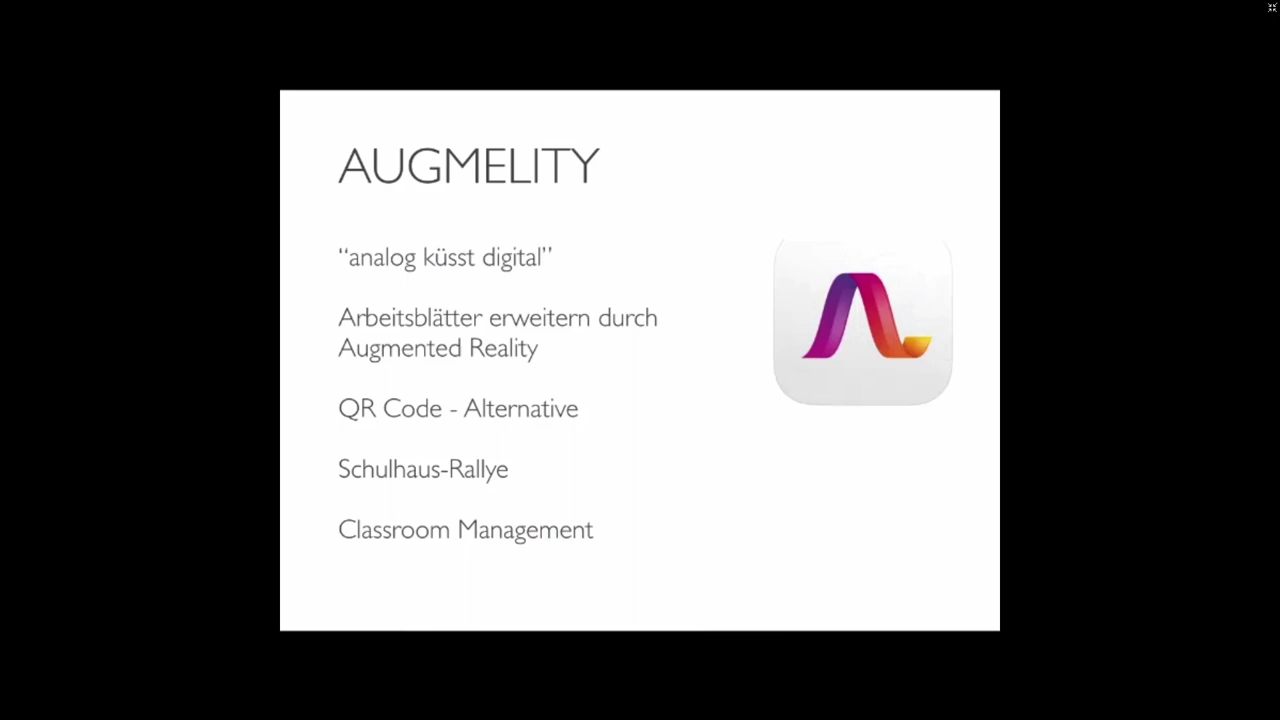 AUGMELITY
“analog küsst digital”
Arbeitsblätter erweitern durch
Augmented Reality
QR Code - Alternative
Schulhaus-Rallye
Classroom Management